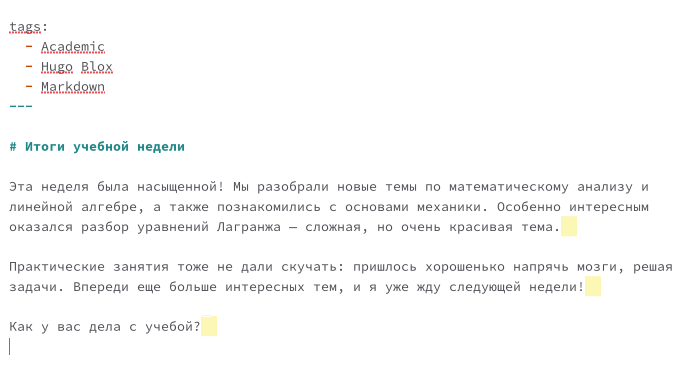 tags:
  - Academic
  - Hugo Blox
  - Markdown
---
# Итоги учебной недели
Эта неделя была насыщенной! Мы разобрали новые темы по математическому анализу и
линейной алгебре, а также познакомились с основами механики. Особенно интересным
оказался разбор уравнений Лагранжа — сложная, но очень красивая тема.
Практические занятия тоже не дали скучать: пришлось хорошенько напрячь мозги, решая
задачи. Впереди еще больше интересных тем, и я уже жду следующей недели!
Как у вас дела с учебой?